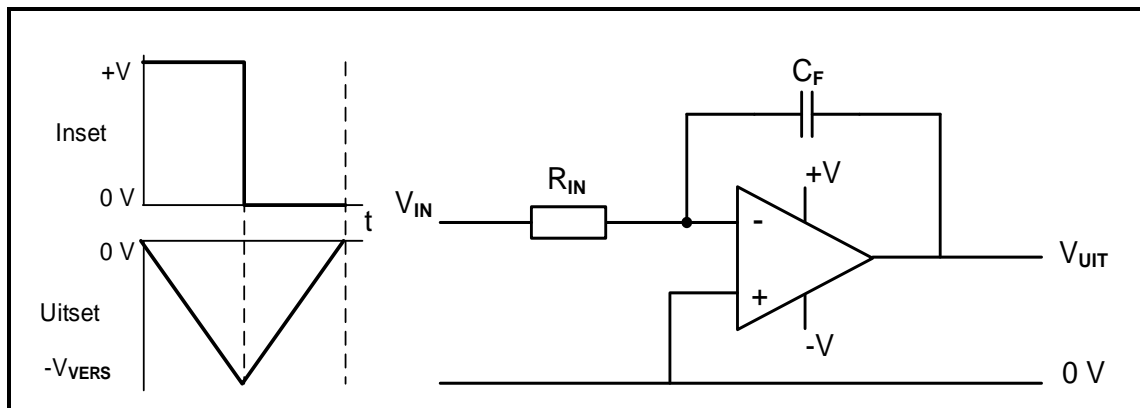 +V
Inset
0 V
t
0 V
Uitset
-VVERS
CF
RIN
VIN
+V
-
+
-V
VUIT
0 V